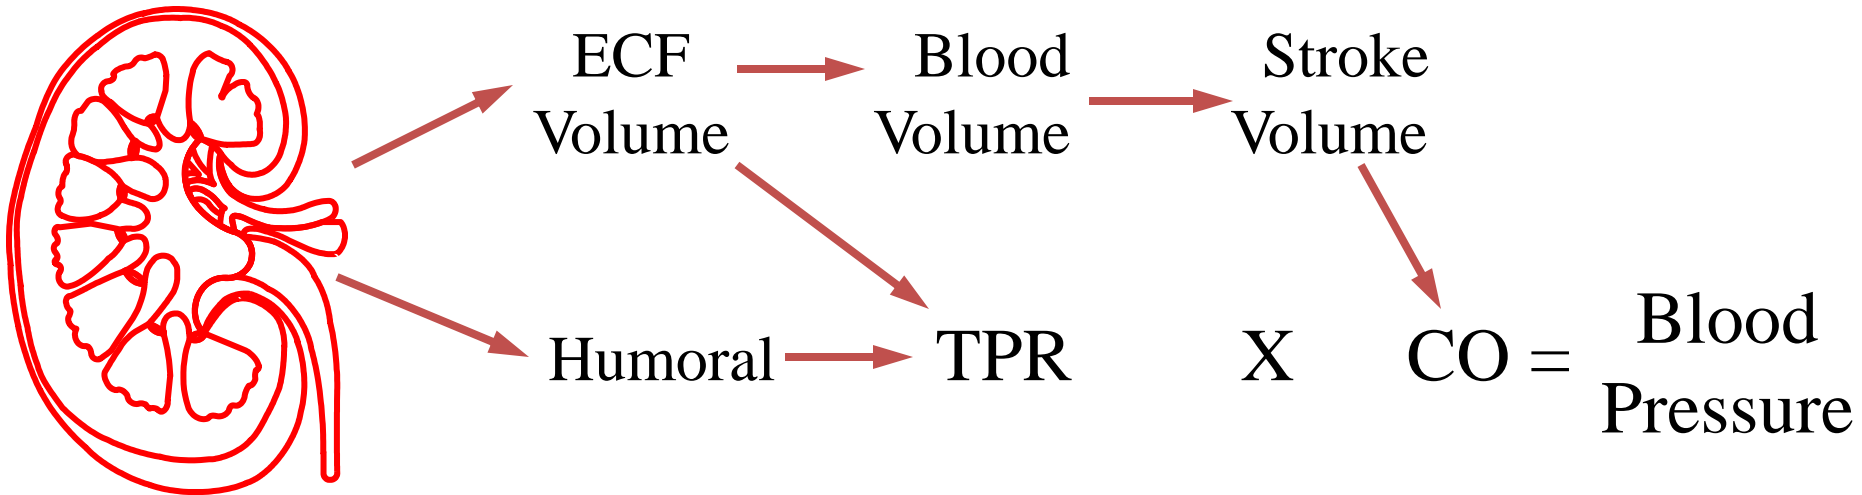 ECF
Volume
Blood
Volume
Stroke
Volume
Humoral
TPR X CO =
Blood
Pressure